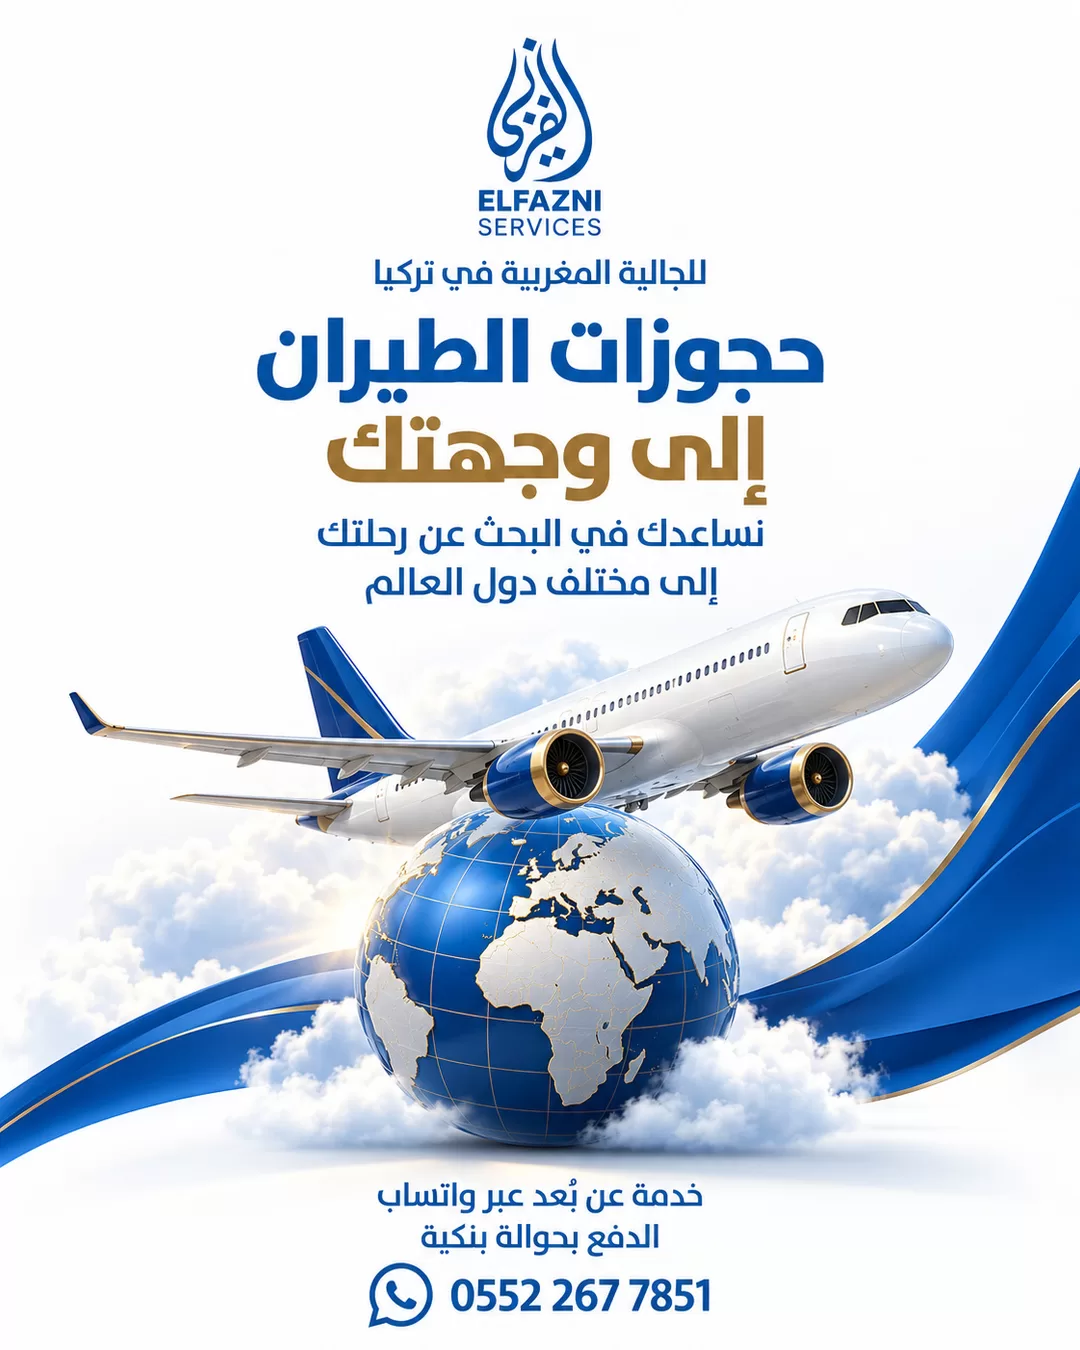 الفزني
ELFAZNI
SERVICES
للجالية المغربية في تركيا
حجوزات الطيران
إلى وجهتك
نساعدك في البحث عن رحلتك
إلى مختلف دول العالم
خدمة عن بُعد عبر واتساب
الدفع بحوالة بنكية
0552 267 7851